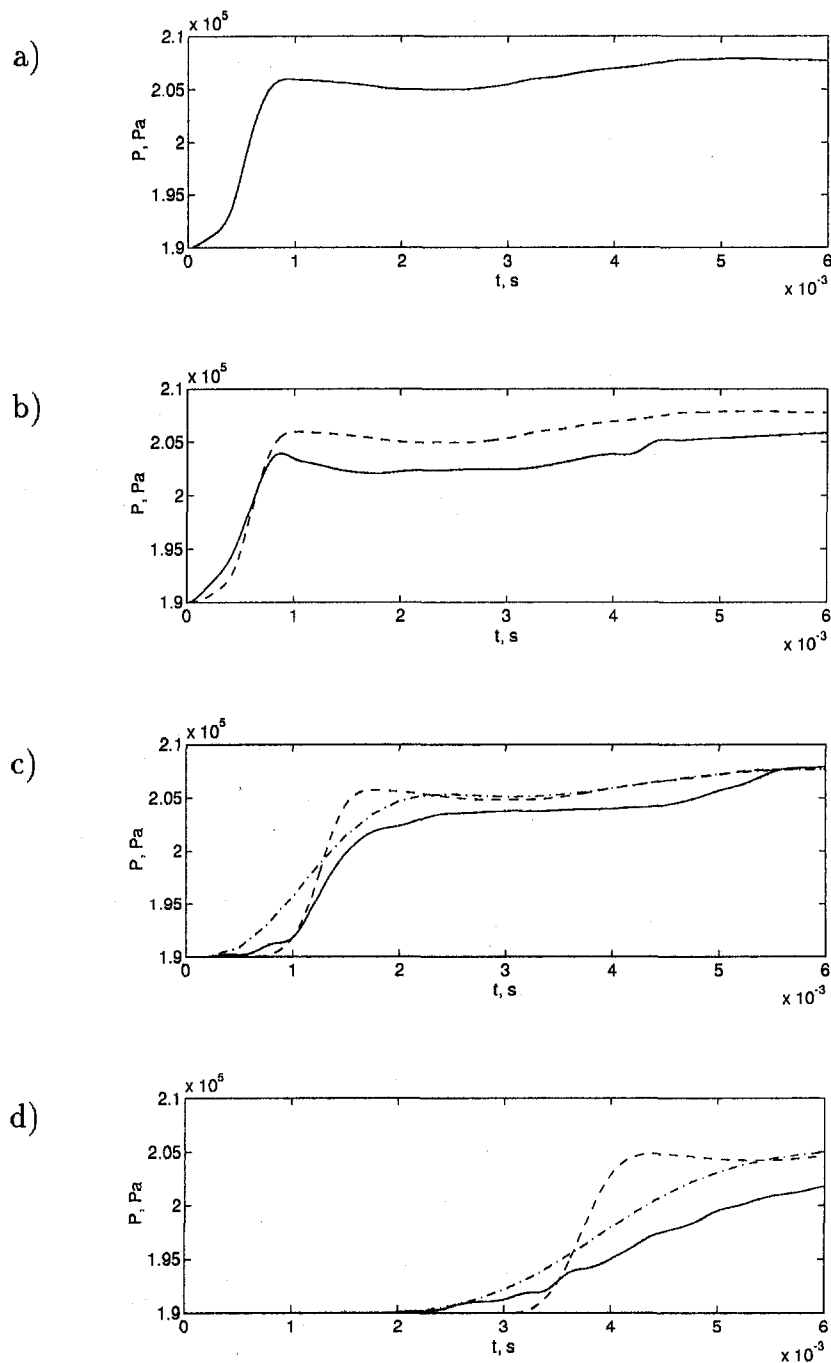 a)
x 10^5
2.1
2.05
2
1.95
1.9
P, Pa
0 1 2 3 4 5 6
t, s
x 10^-3
b)
x 10^5
2.1
2.05
2
1.95
1.9
P, Pa
0 1 2 3 4 5 6
t, s
x 10^-3
c)
x 10^5
2.1
2.05
2
1.95
1.9
P, Pa
0 1 2 3 4 5 6
t, s
x 10^-3
d)
x 10^5
2.1
2.05
2
1.95
1.9
P, Pa
0 1 2 3 4 5 6
t, s
x 10^-3